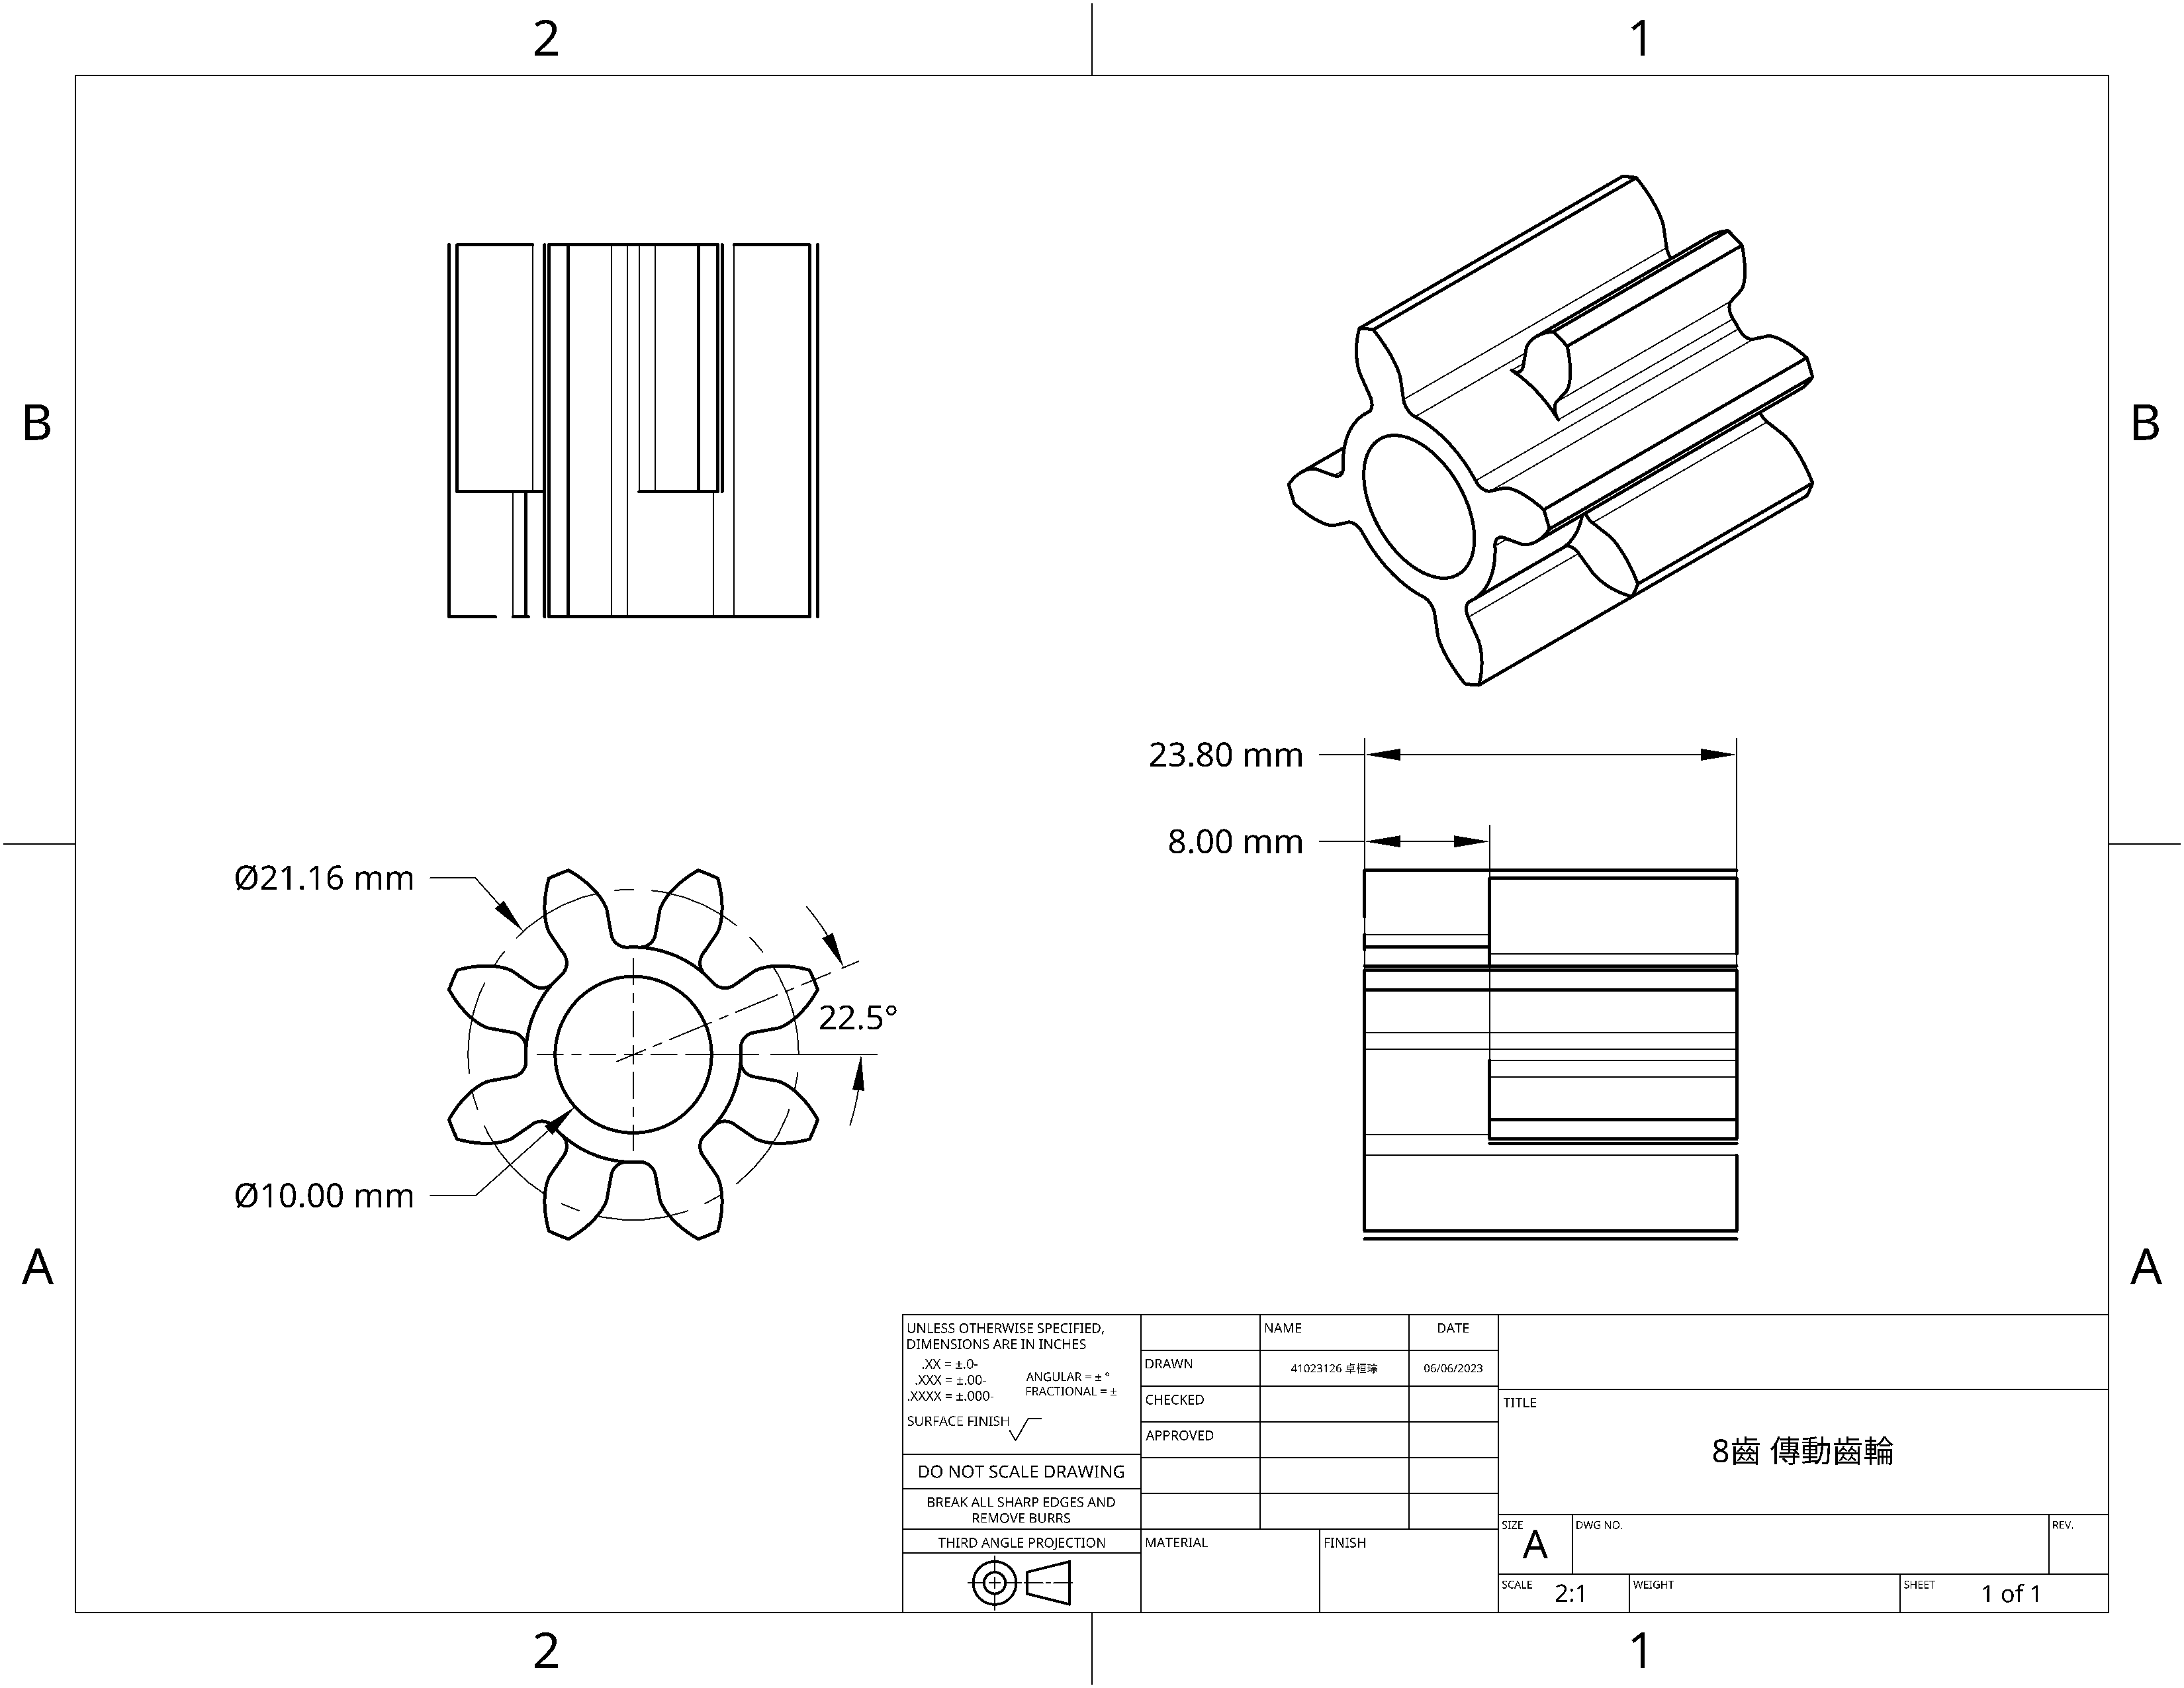 2
1
B
B
23.80 mm
8.00 mm
Ø21.16 mm
22.5°
Ø10.00 mm
A
A
UNLESS OTHERWISE SPECIFIED,
DIMENSIONS ARE IN INCHES
.XX = ±.0-
.XXX = ±.00-
.XXXX = ±.000-
ANGULAR = ± °
FRACTIONAL = ±
SURFACE FINISH
DO NOT SCALE DRAWING
BREAK ALL SHARP EDGES AND
REMOVE BURRS
THIRD ANGLE PROJECTION
NAME
DATE
DRAWN
41023126 卓桓瑜
06/06/2023
CHECKED
APPROVED
MATERIAL
FINISH
TITLE
8齒 傳動齒輪
SIZE
A
DWG NO.
REV.
SCALE
2:1
WEIGHT
SHEET
1 of 1
2
1